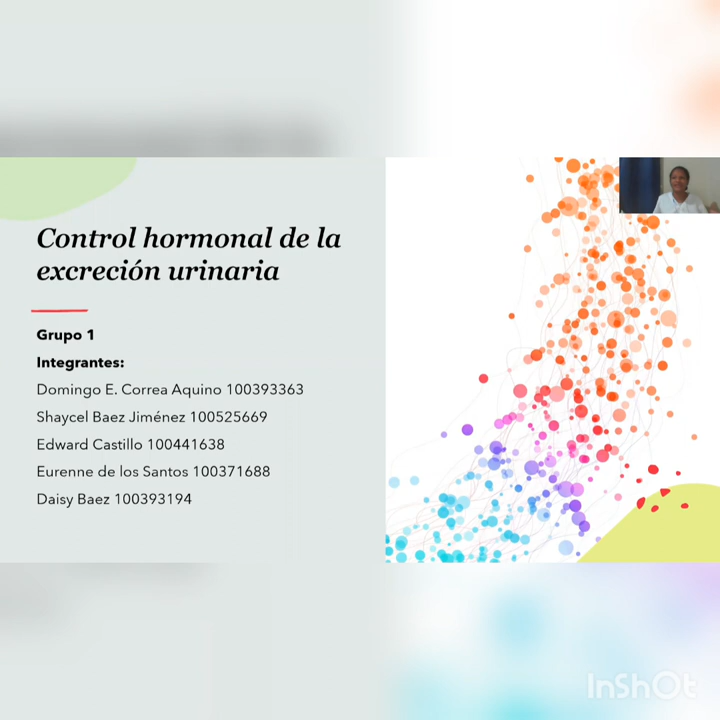 Control hormonal de la
excreción urinaria
Grupo 1
Integrantes:
Domingo E. Correa Aquino 100393363
Shaycel Baez Jiménez 100525669
Edward Castillo 100441638
Eurenne de los Santos 100371688
Daisy Baez 100393194
InShOt